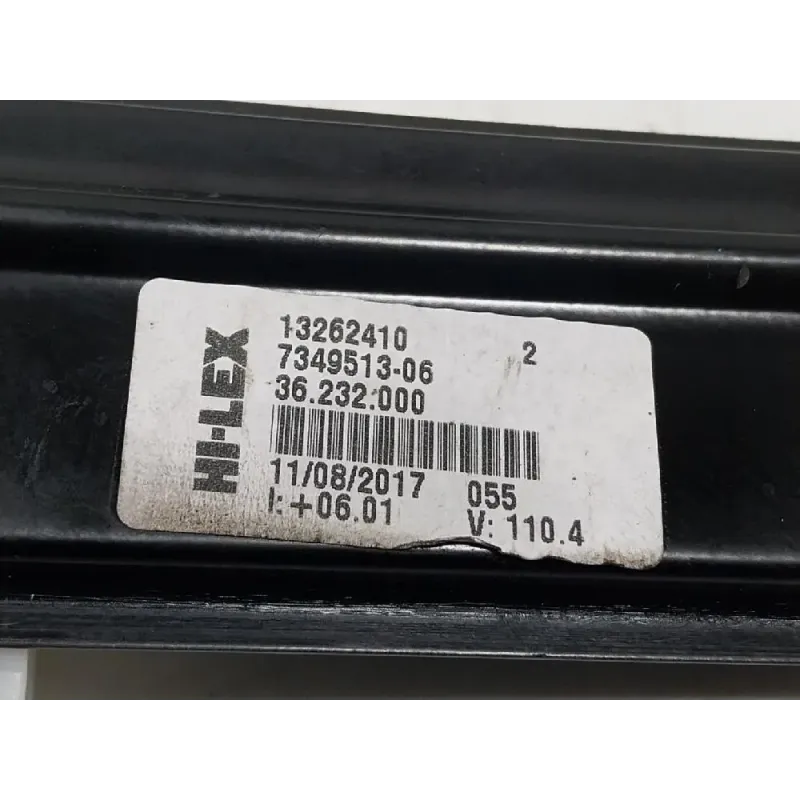 HI-LEX
13262410 2
7349513-06
36.232.000
11/08/2017 055
I: +06.01 V: 110.4